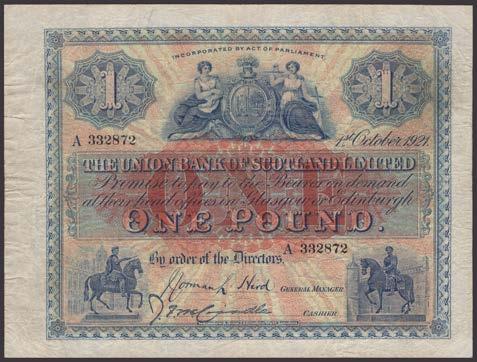 INCORPORATED BY ACT OF PARLIAMENT.
1 1
A 332872 1st October 1921.
THE UNION BANK OF SCOTLAND LIMITED
ONE
Promise to pay to the Bearer on demand
at their head offices in Glasgow or Edinburgh
ONE POUND.
A 332872
By order of the Directors.
Norman L. Hird GENERAL MANAGER
CASHIER